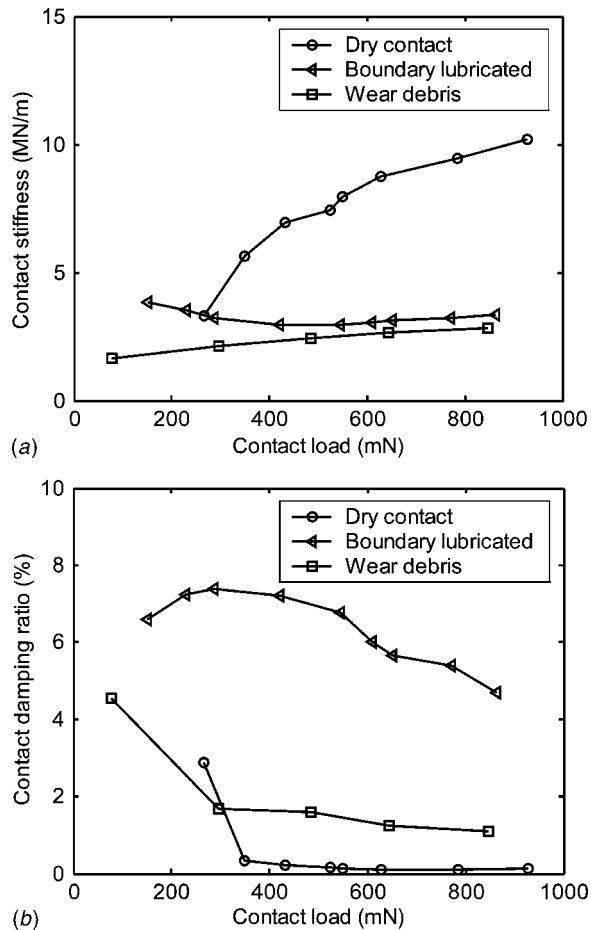 15
10
5
0
Contact stiffness (MN/m)
Dry contact
Boundary lubricated
Wear debris
0 200 400 600 800 1000
(a) Contact load (mN)
10
8
6
4
2
0
Contact damping ratio (%)
Dry contact
Boundary lubricated
Wear debris
0 200 400 600 800 1000
(b) Contact load (mN)